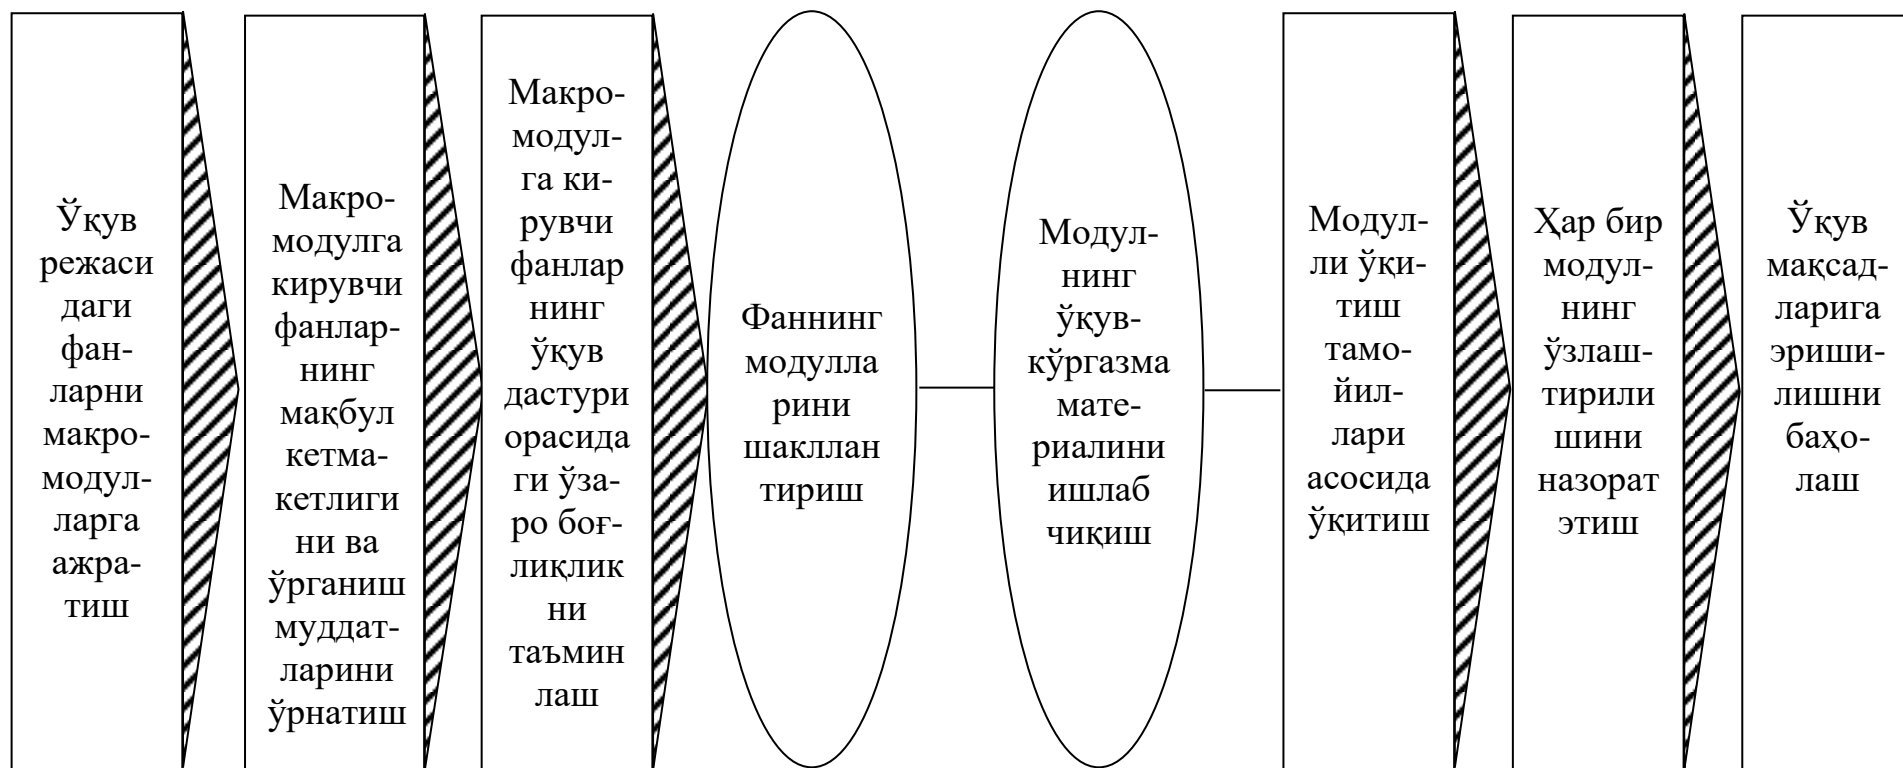 Ўқув
режаси
даги
фан-
ларни
макро-
модул-
ларга
ажра-
тиш
Макро-
модулга
кирувчи
фанлар-
нинг
мақбул
кетма-
кетлиги
ни ва
ўрганиш
муддат-
ларини
ўрнатиш
Макро-
модул-
га ки-
рувчи
фанлар
нинг
ўқув
дастури
орасида
ги ўза-
ро боғ-
лиқлик
ни
таъмин
лаш
Фаннинг
модулла
рини
шакллан
тириш
Модул-
нинг
ўқув-
кўргазма
мате-
риалини
ишлаб
чиқиш
Модул-
ли ўқи-
тиш
тамо-
йил-
лари
асосида
ўқитиш
Ҳар бир
модул-
нинг
ўзлаш-
тирили
шини
назорат
этиш
Ўқув
мақсад-
ларига
эриши-
лишни
баҳо-
лаш